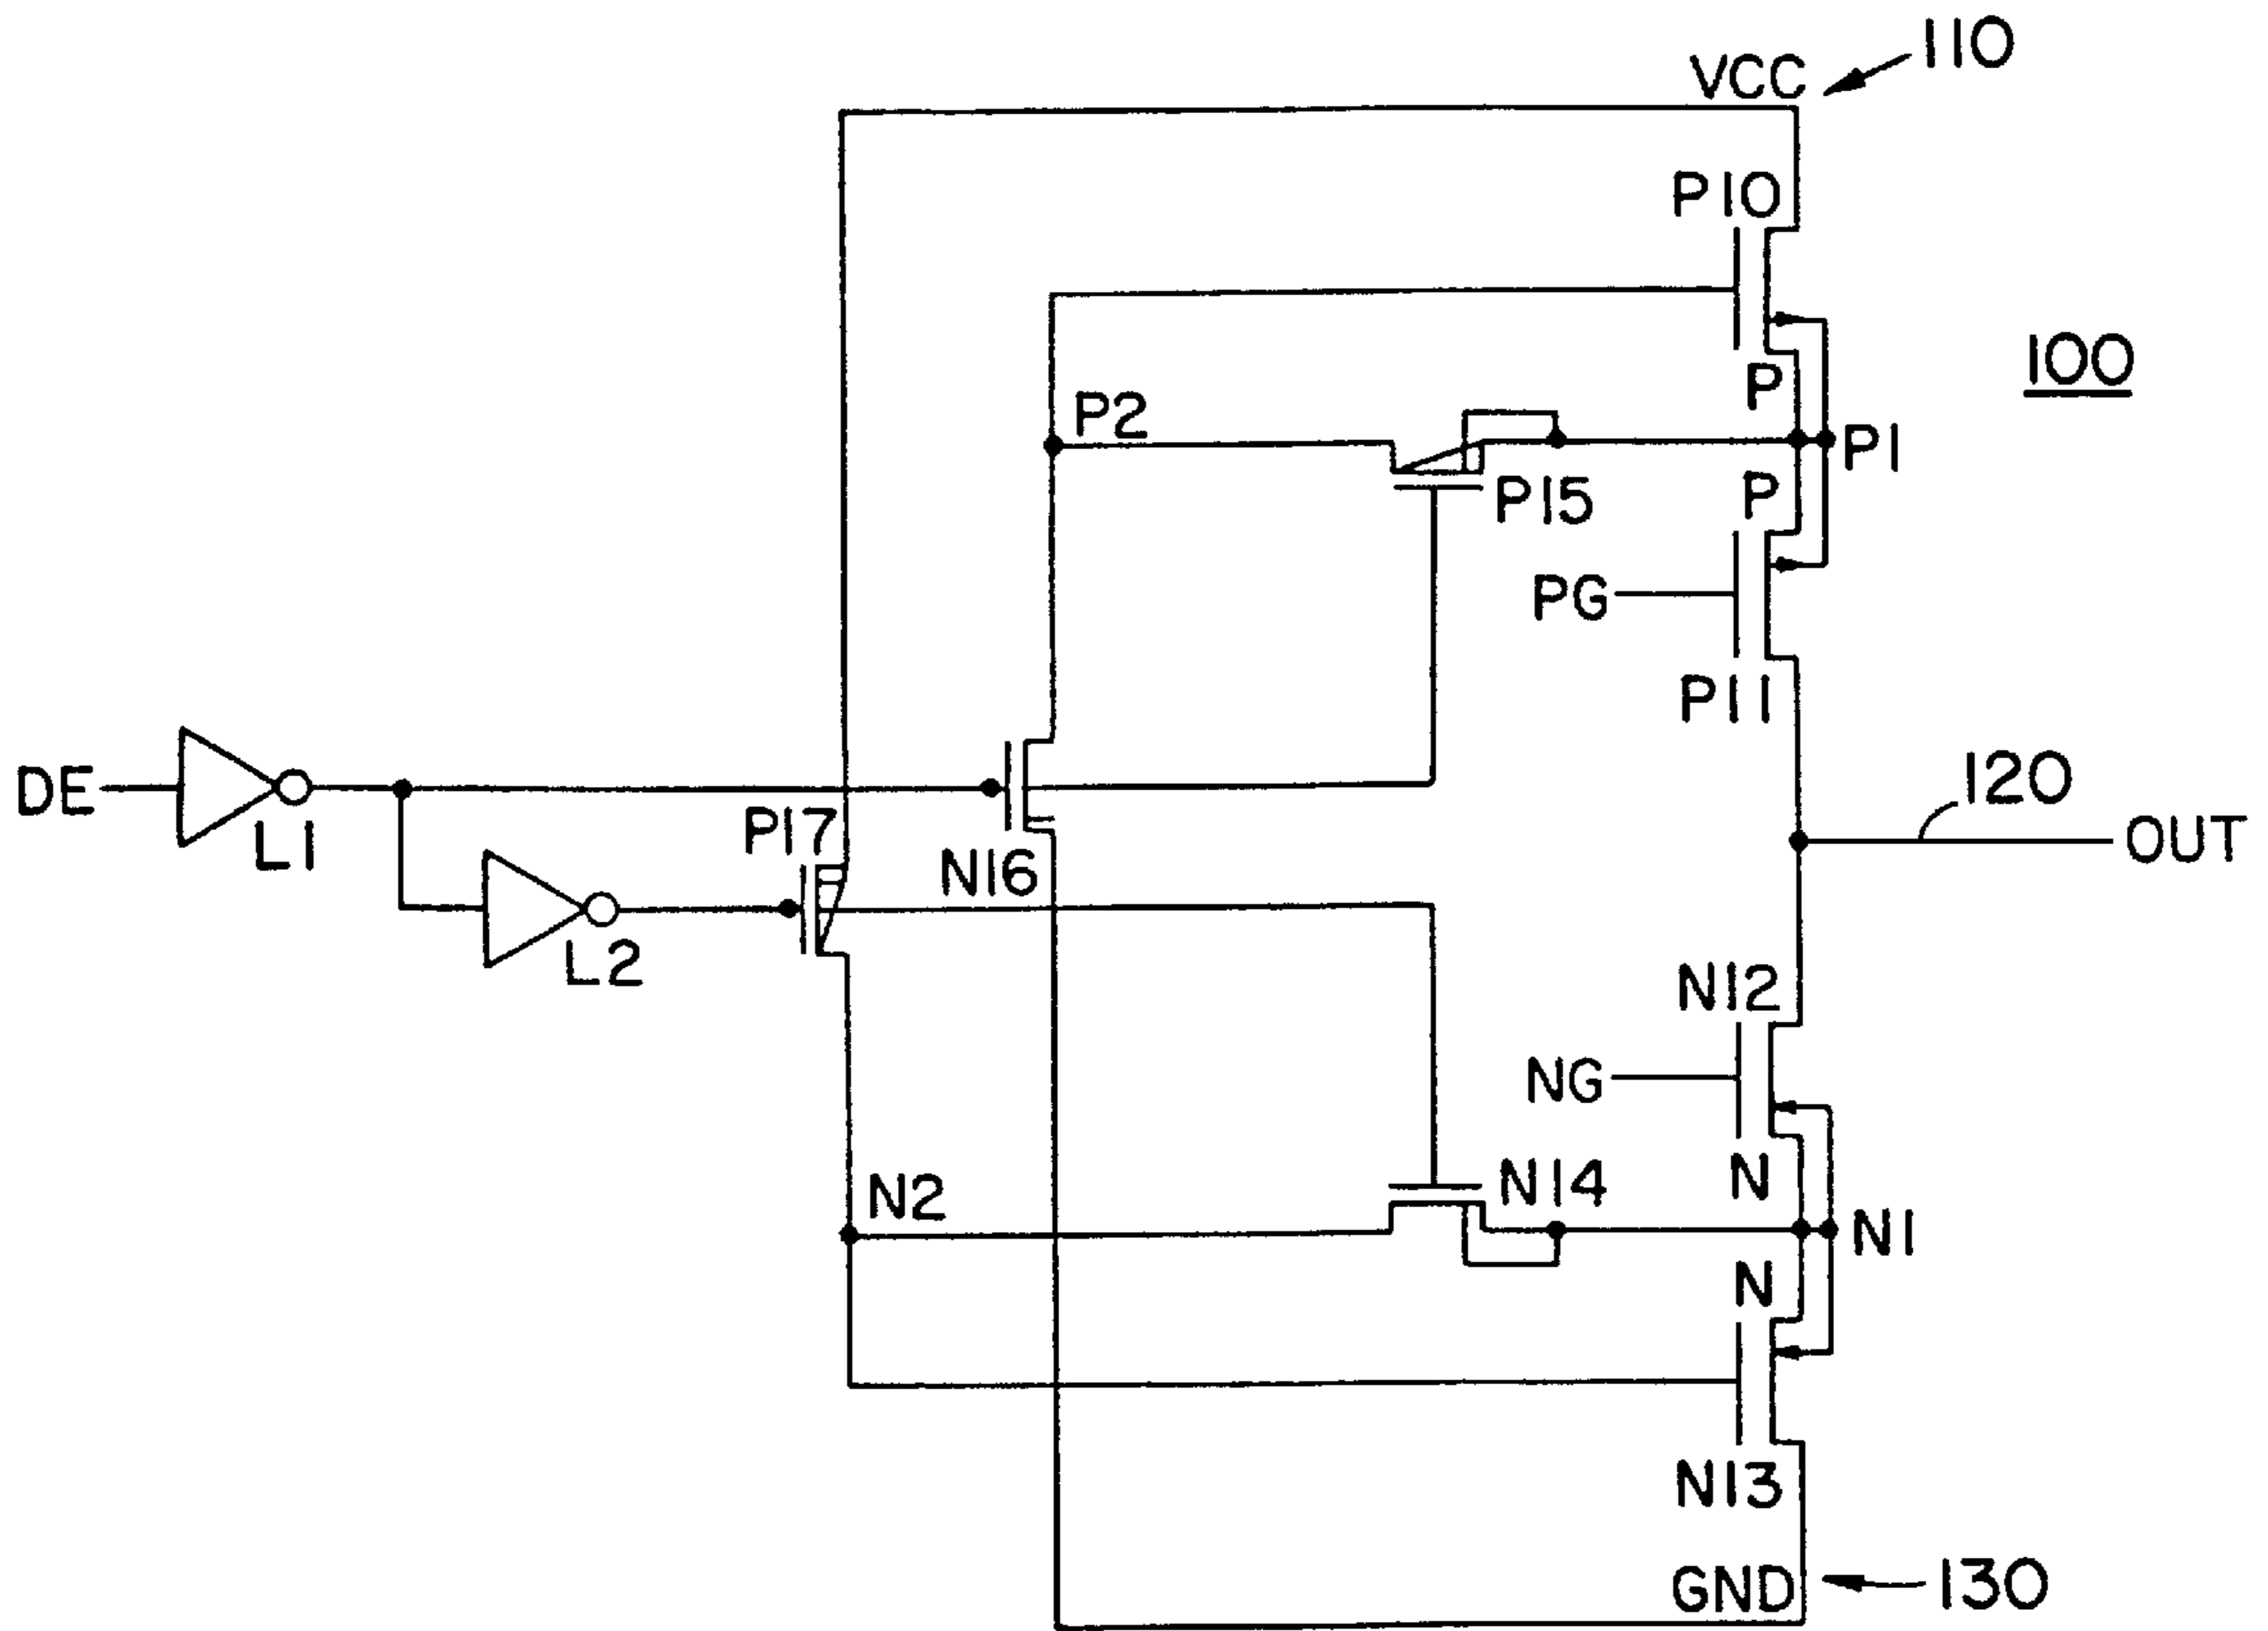 110
VCC
P10
100
P
P2
P1
P
P15
PG
P11
DE
120
L1
P17
OUT
N16
L2
N12
NG
N14
N
N2
N1
N
N13
GND
130